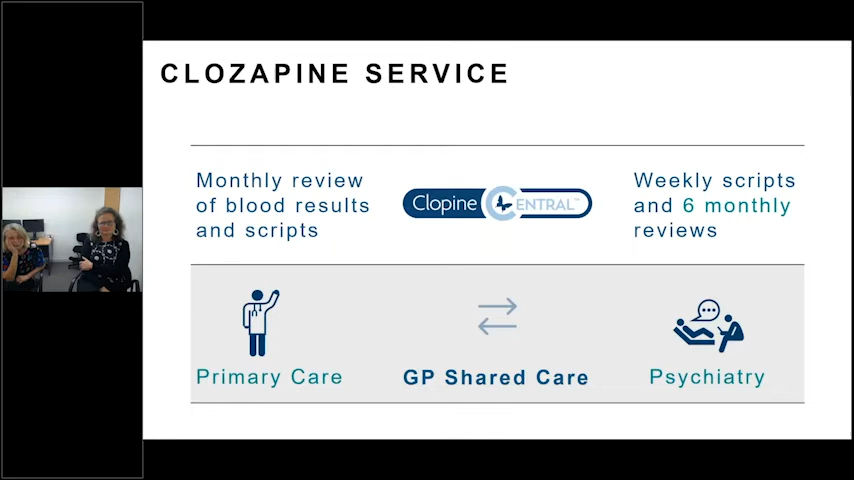 CLOZAPINE SERVICE
Monthly review
of blood results
and scripts
Clopine CENTRAL™
Weekly scripts
and 6 monthly
reviews
Primary Care
GP Shared Care
Psychiatry